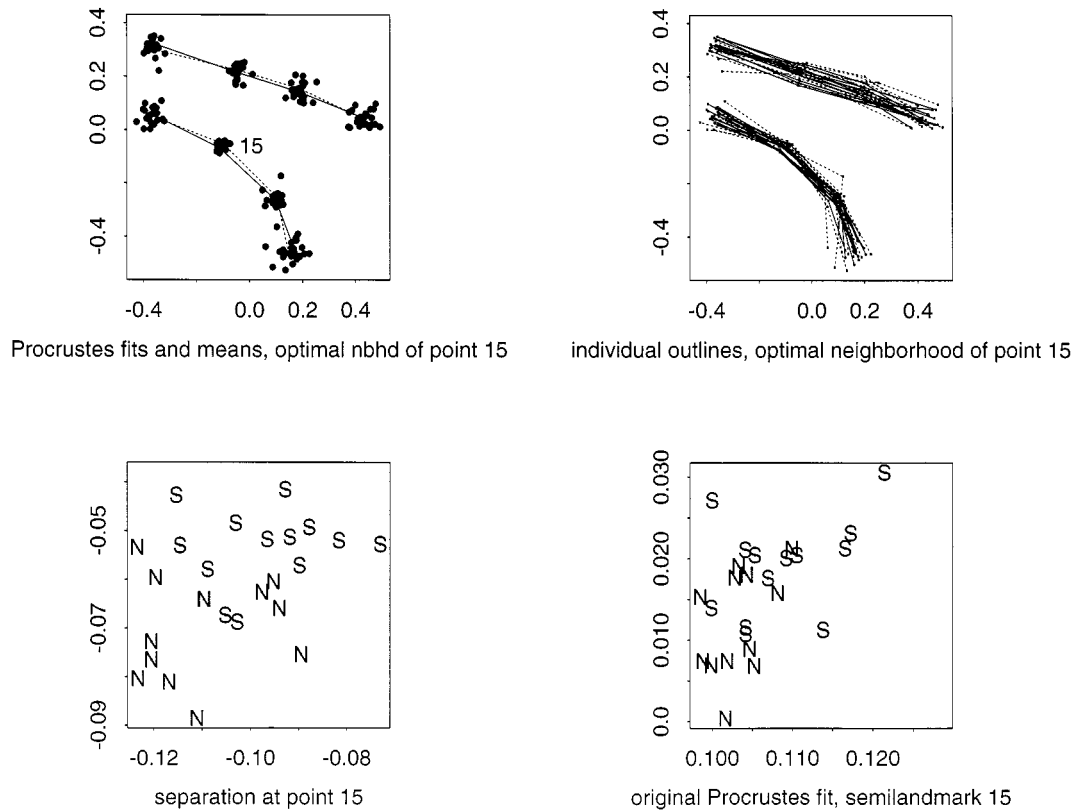 0.4
0.2
0.0
-0.4
15
-0.4
0.0
0.2
0.4
Procrustes fits and means, optimal nbhd of point 15
0.4
0.2
0.0
-0.4
-0.4
0.0
0.2
0.4
individual outlines, optimal neighborhood of point 15
-0.05
-0.07
-0.09
S
S
S
S
S
S
S
S
N
S
S
S
N
N
N
N
N
S
S
N
N
N
N
N
N
-0.12
-0.10
-0.08
separation at point 15
0.030
0.020
0.010
0.0
S
S
S
S
S
N
S
S
S
N
S
N
N
S
N
N
S
S
S
S
N
N
N
N
N
N
0.100
0.110
0.120
original Procrustes fit, semilandmark 15